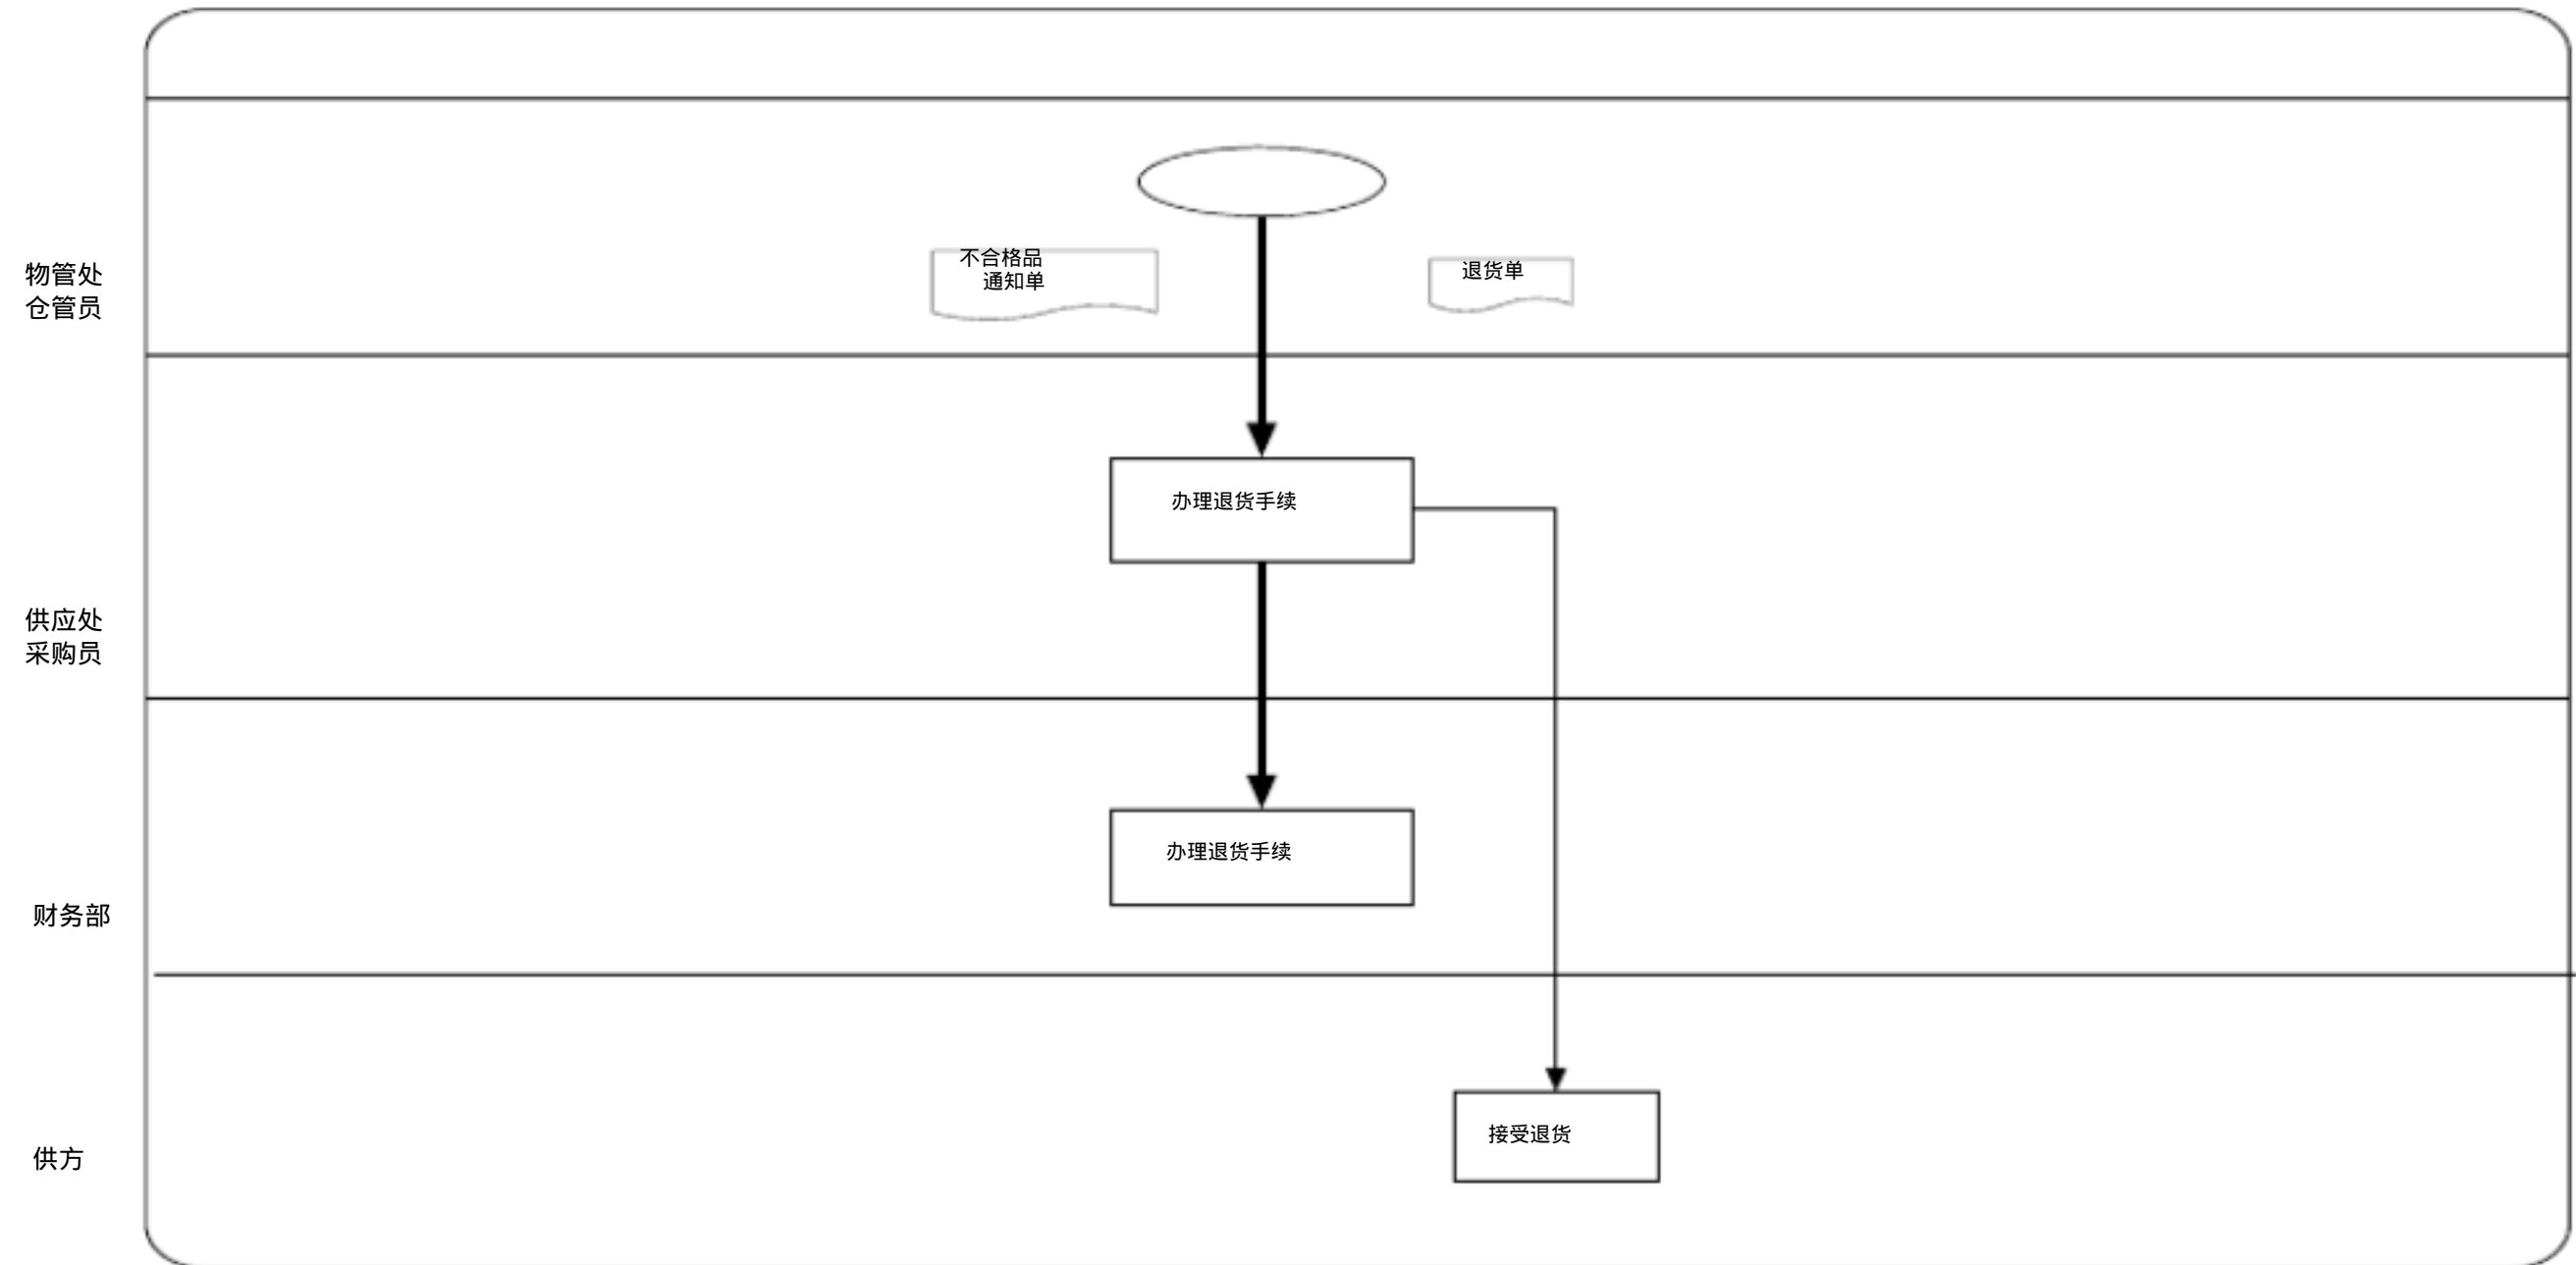 不合格品
通知单
退货单
物管处
仓管员
办理退货手续
供应处
采购员
办理退货手续
财务部
接受退货
供方